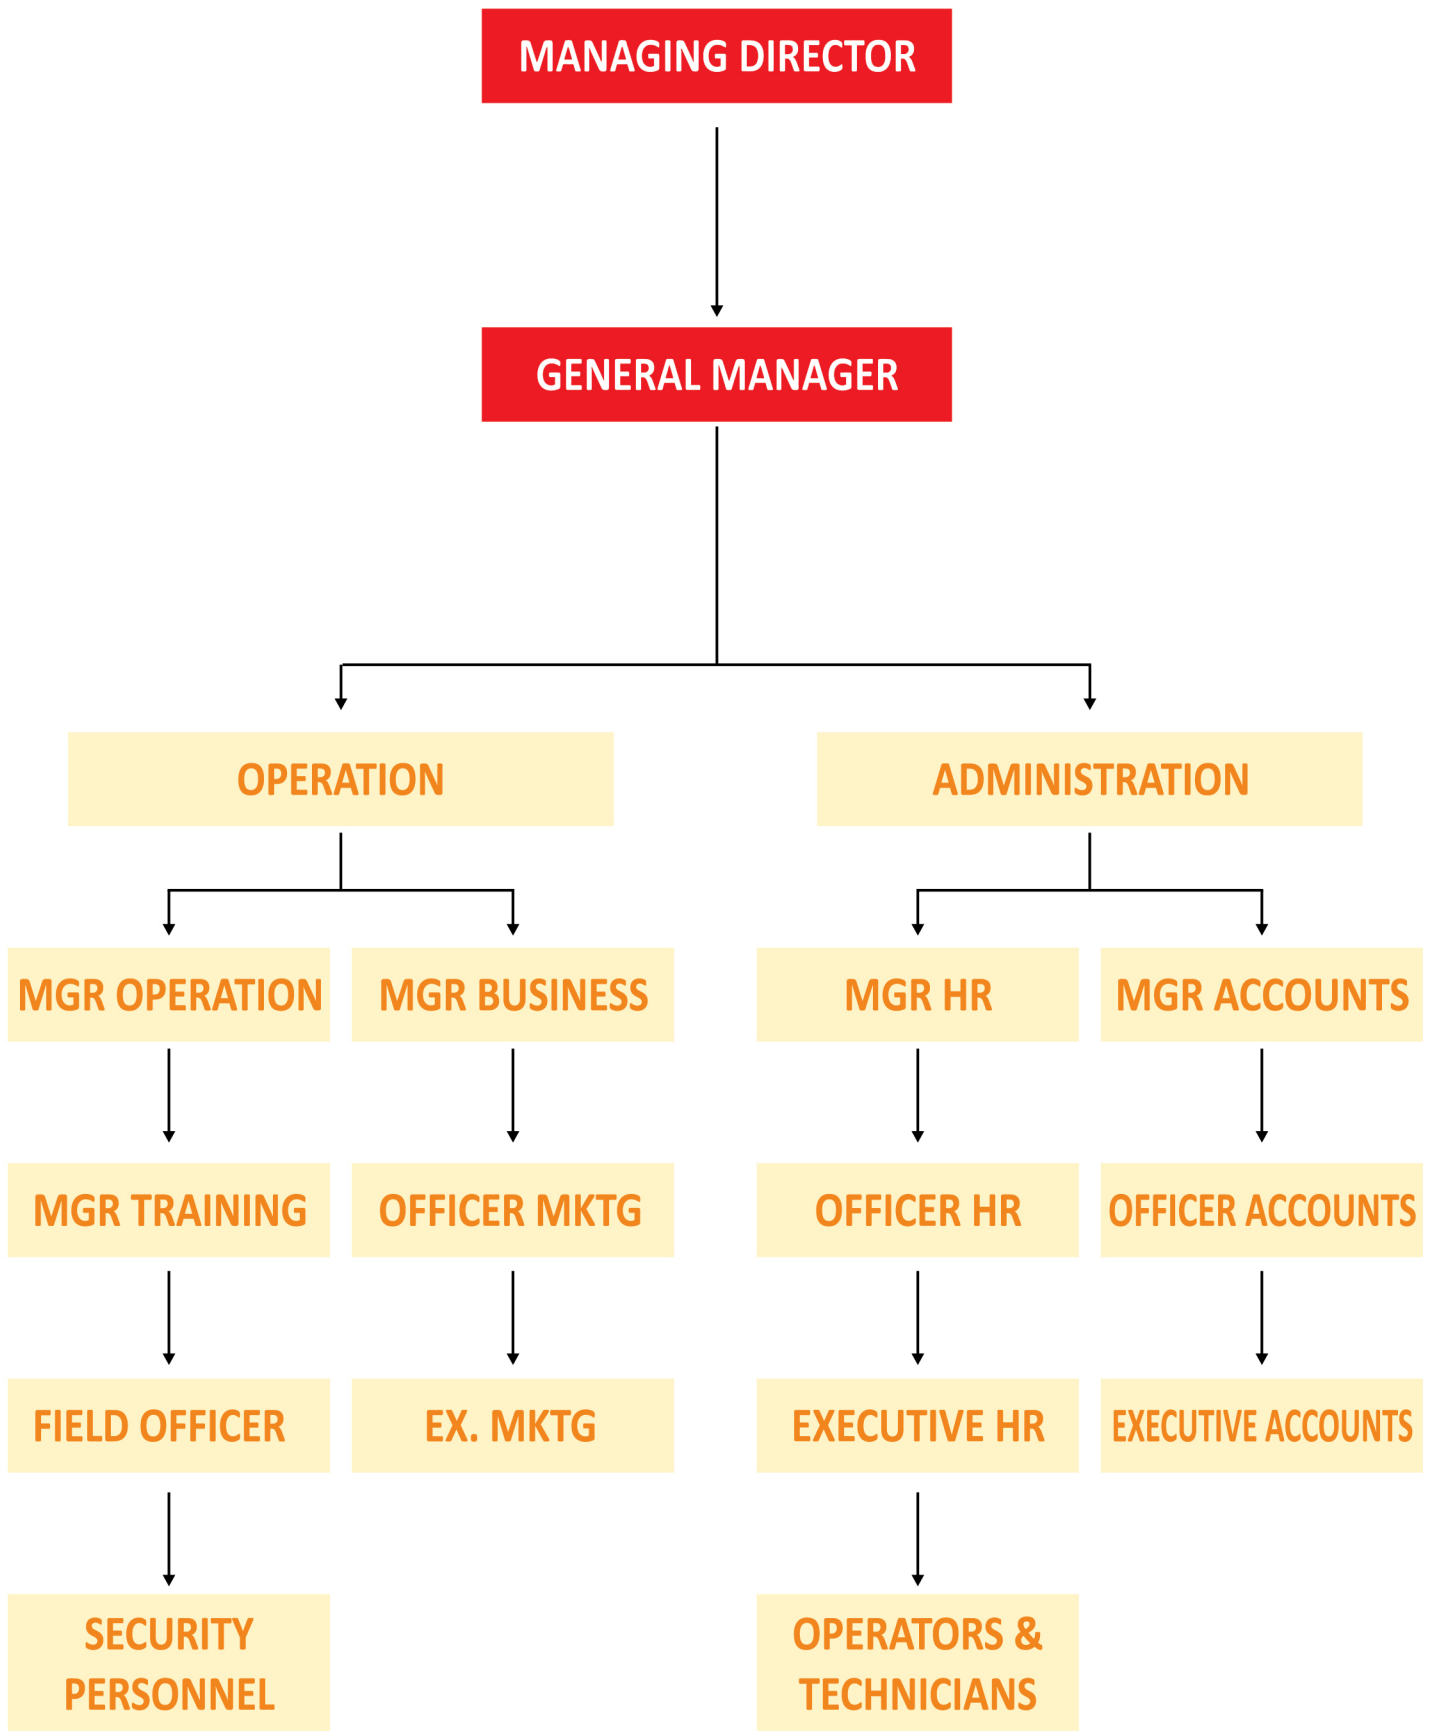 MANAGING DIRECTOR
GENERAL MANAGER
OPERATION
ADMINISTRATION
MGR OPERATION
MGR BUSINESS
MGR HR
MGR ACCOUNTS
MGR TRAINING
OFFICER MKTG
OFFICER HR
OFFICER ACCOUNTS
FIELD OFFICER
EX. MKTG
EXECUTIVE HR
EXECUTIVE ACCOUNTS
SECURITY
PERSONNEL
OPERATORS &
TECHNICIANS